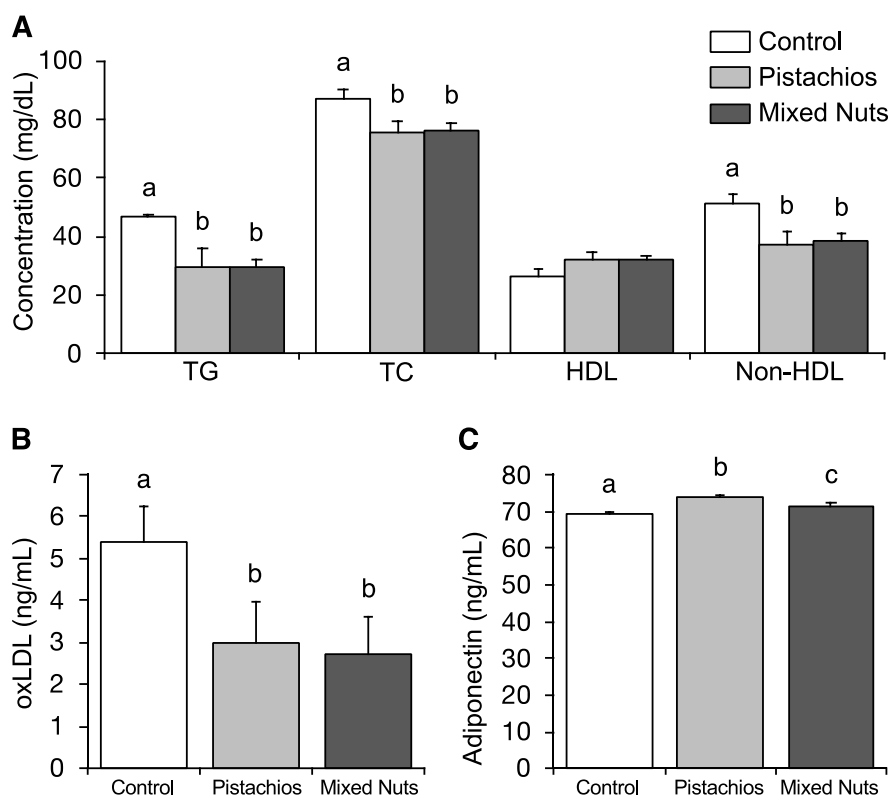 A
Concentration (mg/dL)
100
80
60
40
20
0
a
b
b
a
b
b
a
b
b
TG
TC
HDL
Non-HDL
Control
Pistachios
Mixed Nuts
B
oxLDL (ng/mL)
7
6
5
4
3
2
1
0
a
b
b
Control
Pistachios
Mixed Nuts
C
Adiponectin (ng/mL)
80
70
60
50
40
30
20
10
0
a
b
c
Control
Pistachios
Mixed Nuts